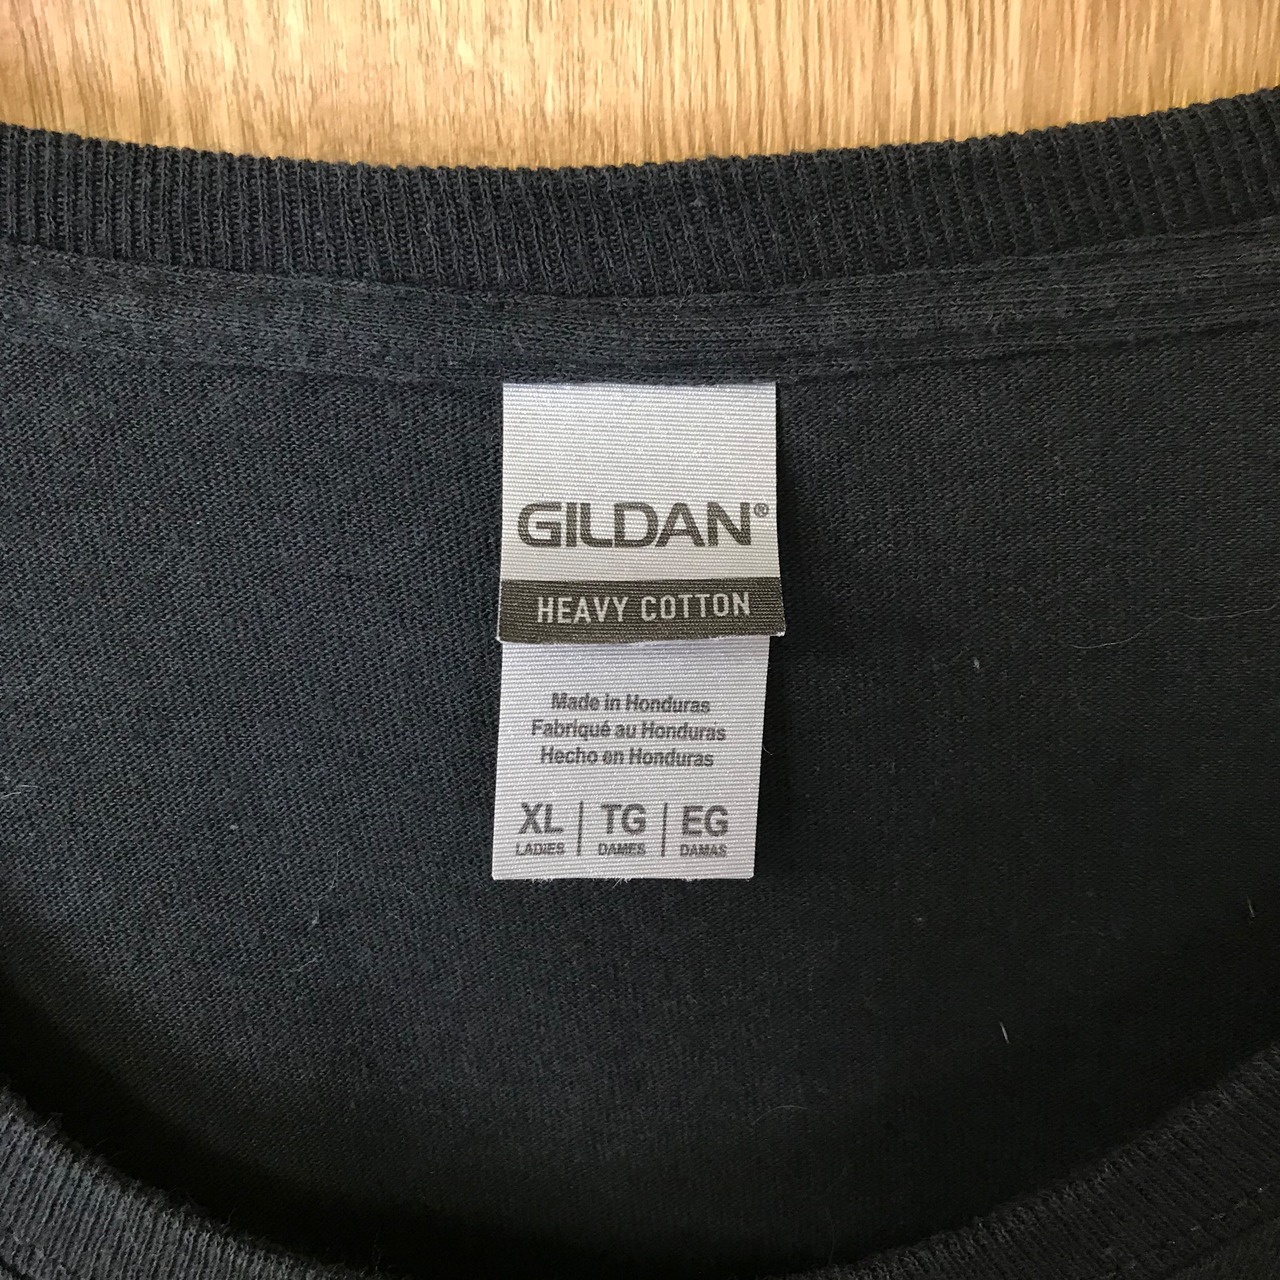 GILDAN®
HEAVY COTTON
Made in Honduras
Fabriqué au Honduras
Hecho en Honduras
XL | TG | EG
LADIES DAMES DAMAS